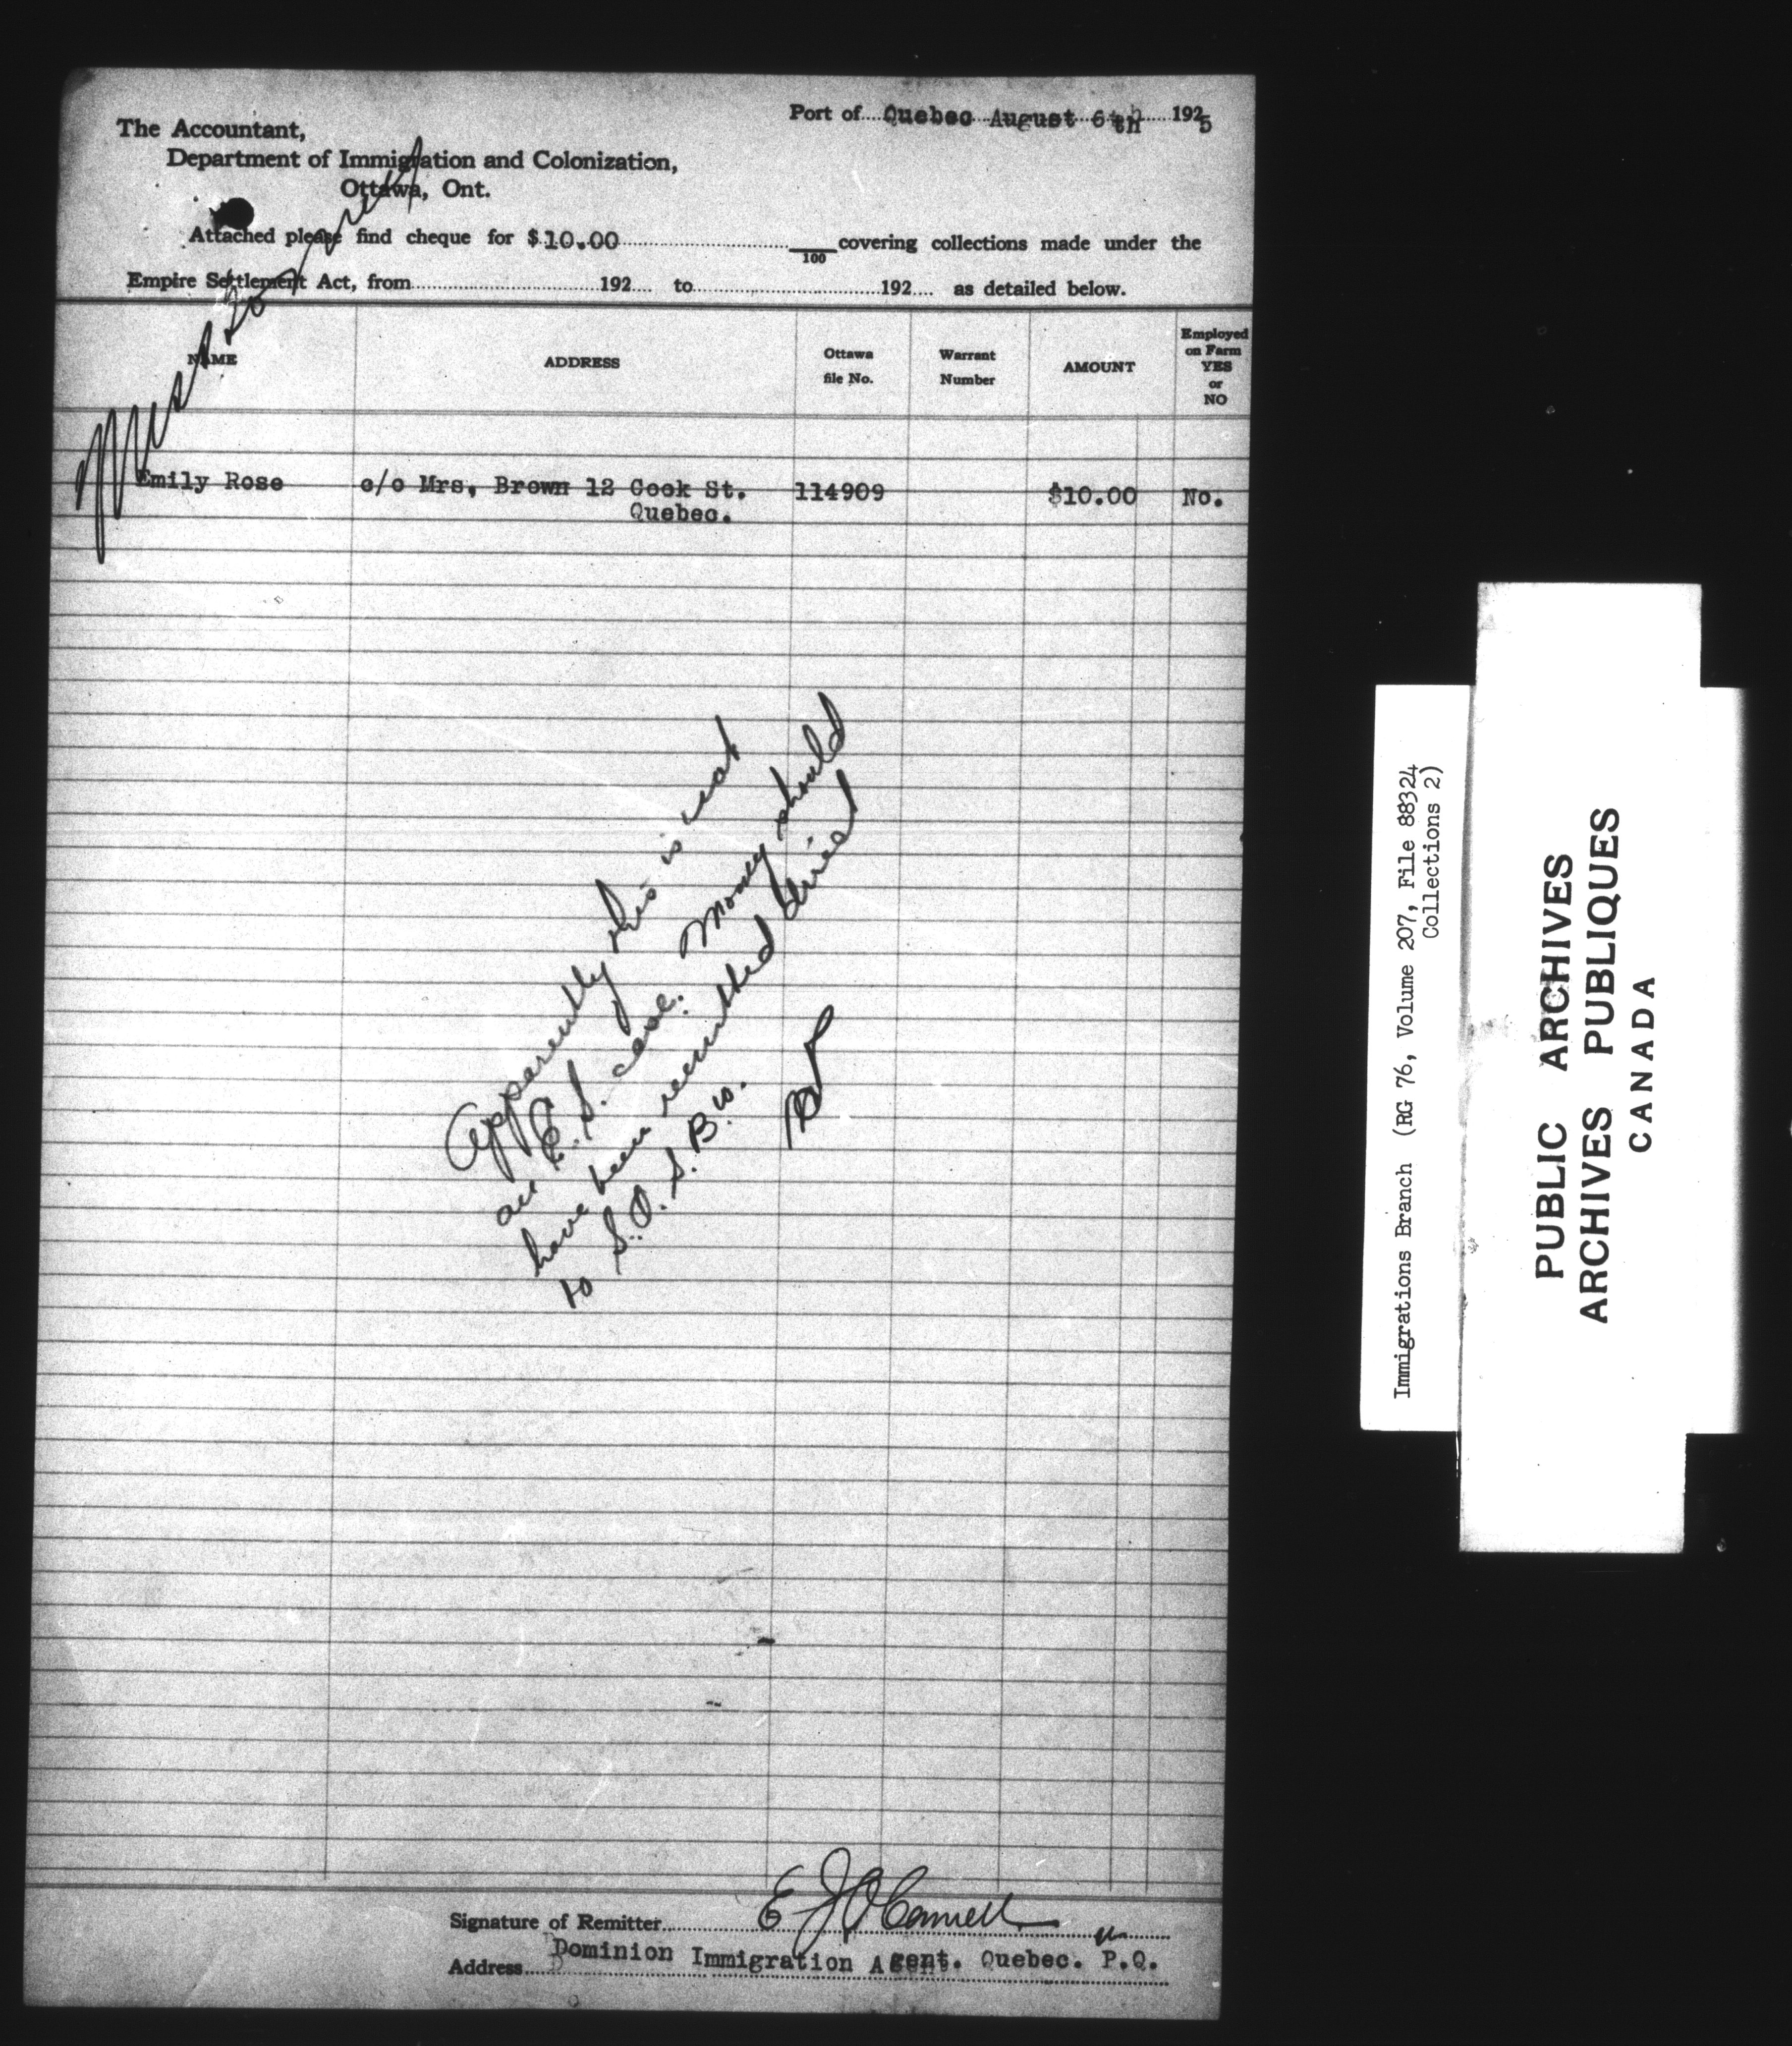 Port of Quebec August 6th 1925
The Accountant,
Department of Immigration and Colonization,
Ottawa, Ont.
Attached please find cheque for $ 10.00 /100 covering collections made under the
Empire Settlement Act, from 192 to 192 as detailed below.
NAME ADDRESS Ottawa file No. Warrant Number AMOUNT Employed on Farm YES or NO
Emily Rose c/o Mrs, Brown 12 Cook St. 114909 $10.00 No.
Quebec.
Apparently this is not
an E.S. case. Money should
have been remitted direct
to S.O.S.B.W.
Signature of Remitter E J O'Connell
Address Dominion Immigration Agent. Quebec. P.Q.
Immigrations Branch (RG 76, Volume 207, File 88324
Collections 2)
PUBLIC ARCHIVES
ARCHIVES PUBLIQUES
CANADA